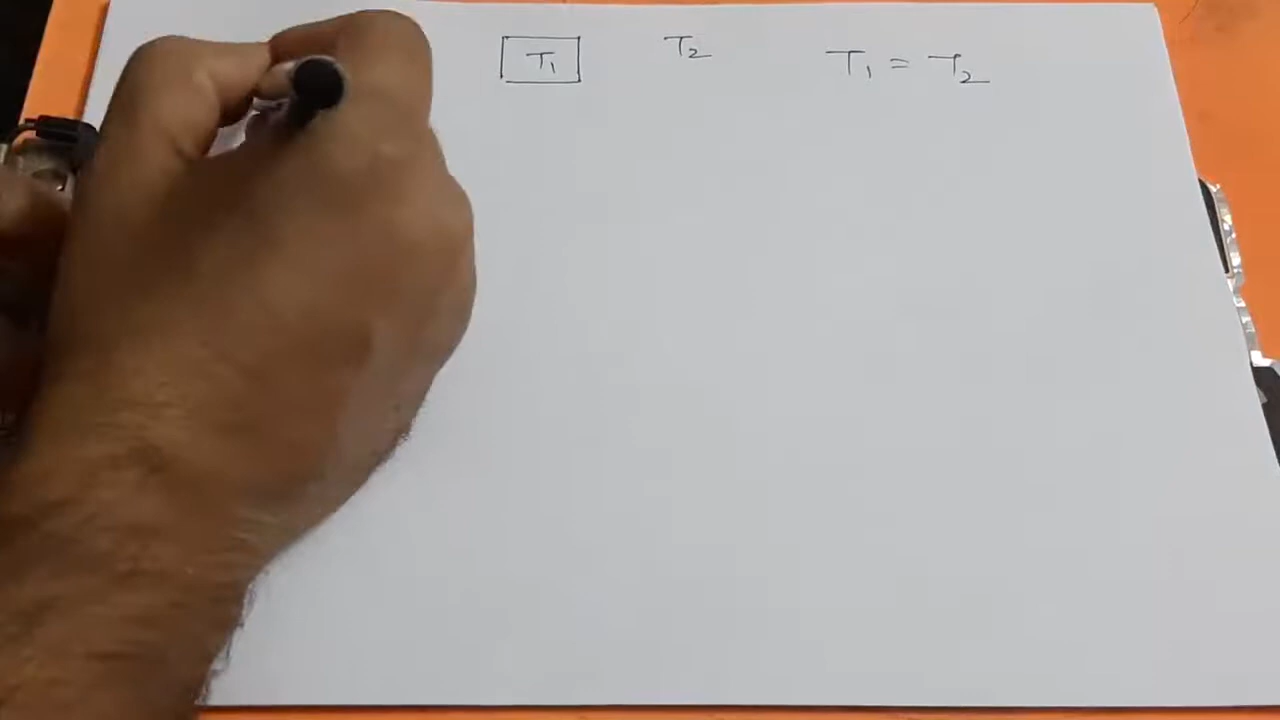 T₁ T₂ T₁ = T₂